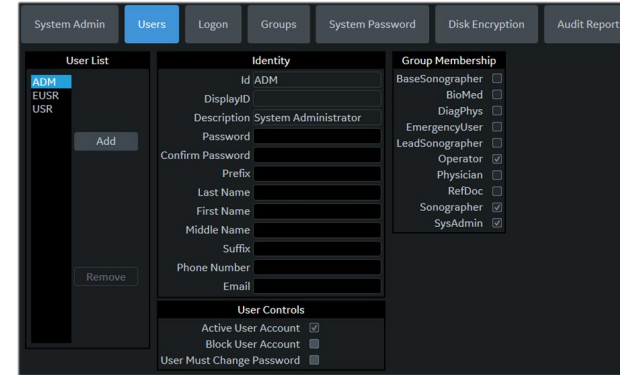 System Admin Users Logon Groups System Password Disk Encryption Audit Report
User List
ADM
EUSR
USR
Add
Remove
Identity
Id ADM
DisplayID
Description System Administrator
Password
Confirm Password
Prefix
Last Name
First Name
Middle Name
Suffix
Phone Number
Email
User Controls
Active User Account
Block User Account
User Must Change Password
Group Membership
BaseSonographer
BioMed
DiagPhys
EmergencyUser
LeadSonographer
Operator
Physician
RefDoc
Sonographer
SysAdmin